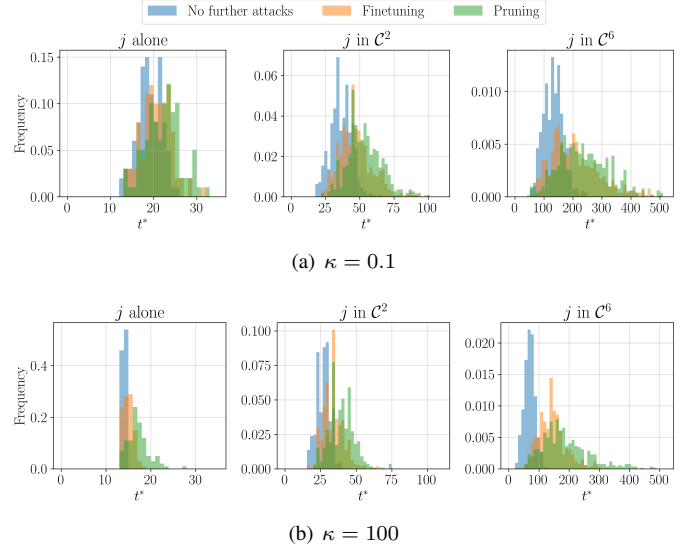 No further attacks Finetuning Pruning
j alone
j in C²
j in C⁶
Frequency
0.15
0.10
0.05
0.00
0.06
0.04
0.02
0.00
0.010
0.005
0.000
0 10 20 30
0 25 50 75 100
0 100 200 300 400 500
t* t* t*
(a) κ = 0.1
j alone
j in C²
j in C⁶
Frequency
0.4
0.2
0.0
0.100
0.075
0.050
0.025
0.000
0.020
0.015
0.010
0.005
0.000
0 10 20 30
0 25 50 75 100
0 100 200 300 400 500
t* t* t*
(b) κ = 100